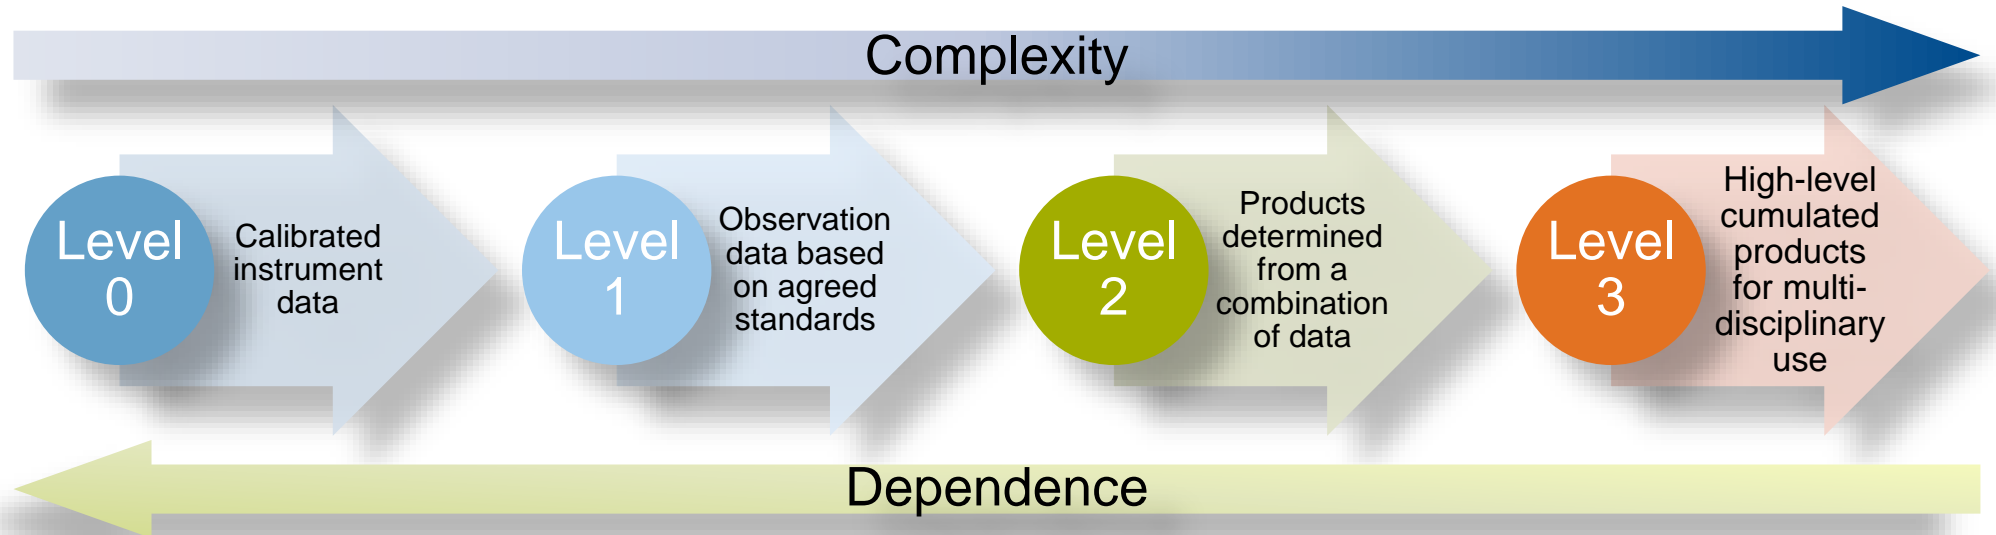 Complexity
Level
0
Calibrated
instrument
data
Level
1
Observation
data based
on agreed
standards
Level
2
Products
determined
from a
combination
of data
Level
3
High-level
cumulated
products
for multi-
disciplinary
use
Dependence